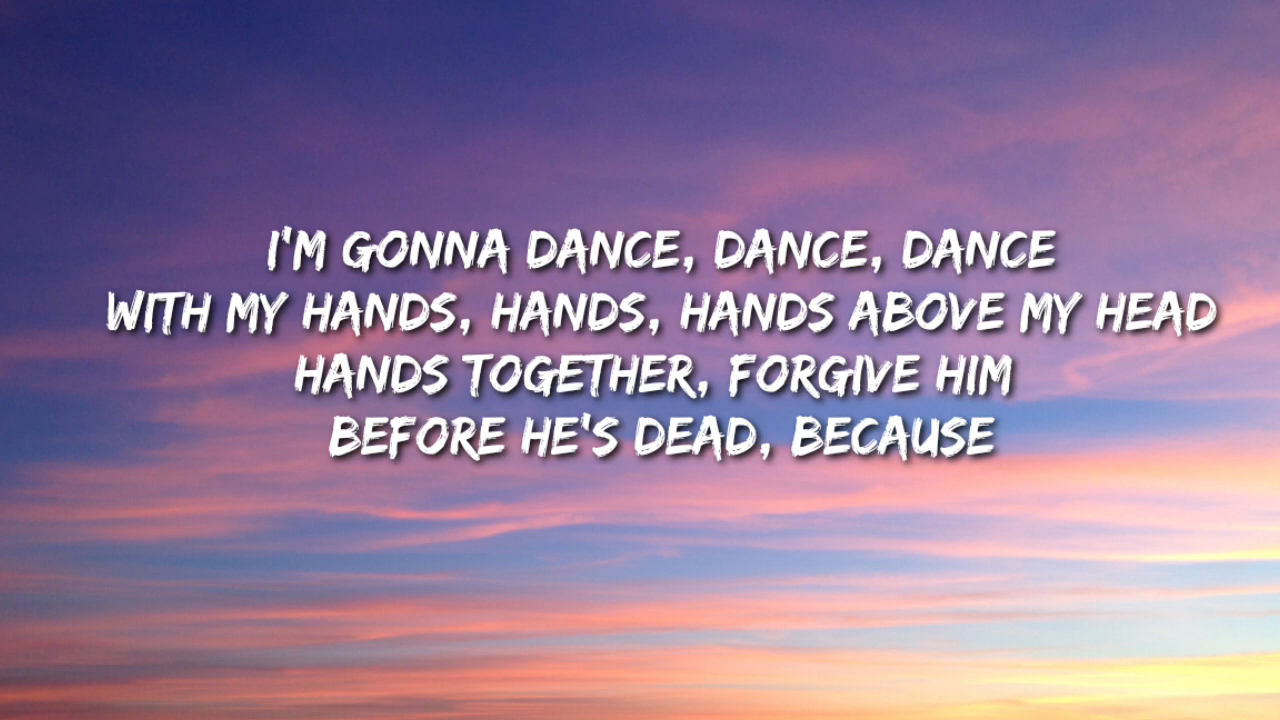 I'M GONNA DANCE, DANCE, DANCE
WITH MY HANDS, HANDS, HANDS ABOVE MY HEAD
HANDS TOGETHER, FORGIVE HIM
BEFORE HE'S DEAD, BECAUSE